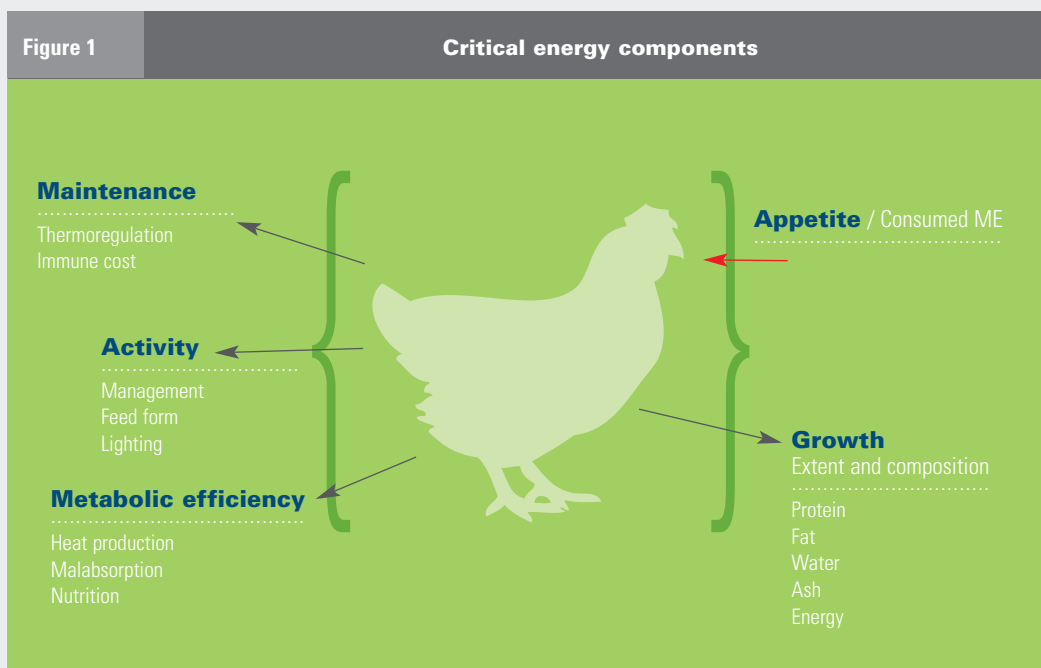 Figure 1
Critical energy components
Maintenance
Thermoregulation
Immune cost
Activity
Management
Feed form
Lighting
Metabolic efficiency
Heat production
Malabsorption
Nutrition
Appetite / Consumed ME
Growth
Extent and composition
Protein
Fat
Water
Ash
Energy